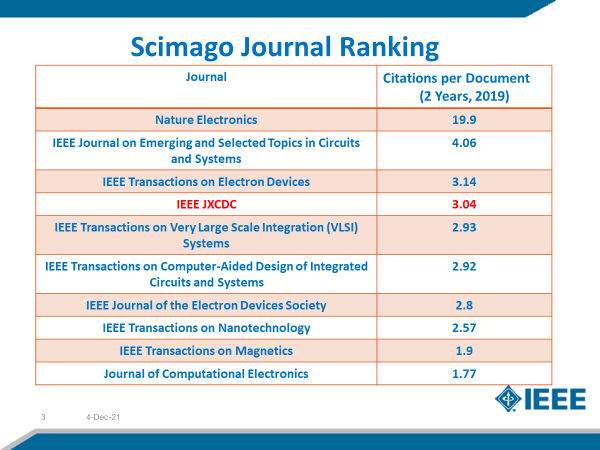 Scimago Journal Ranking
Journal
Citations per Document
(2 Years, 2019)
Nature Electronics
19.9
IEEE Journal on Emerging and Selected Topics in Circuits
and Systems
4.06
IEEE Transactions on Electron Devices
3.14
IEEE JXCDC
3.04
IEEE Transactions on Very Large Scale Integration (VLSI)
Systems
2.93
IEEE Transactions on Computer-Aided Design of Integrated
Circuits and Systems
2.92
IEEE Journal of the Electron Devices Society
2.8
IEEE Transactions on Nanotechnology
2.57
IEEE Transactions on Magnetics
1.9
Journal of Computational Electronics
1.77
3
4-Dec-21
IEEE